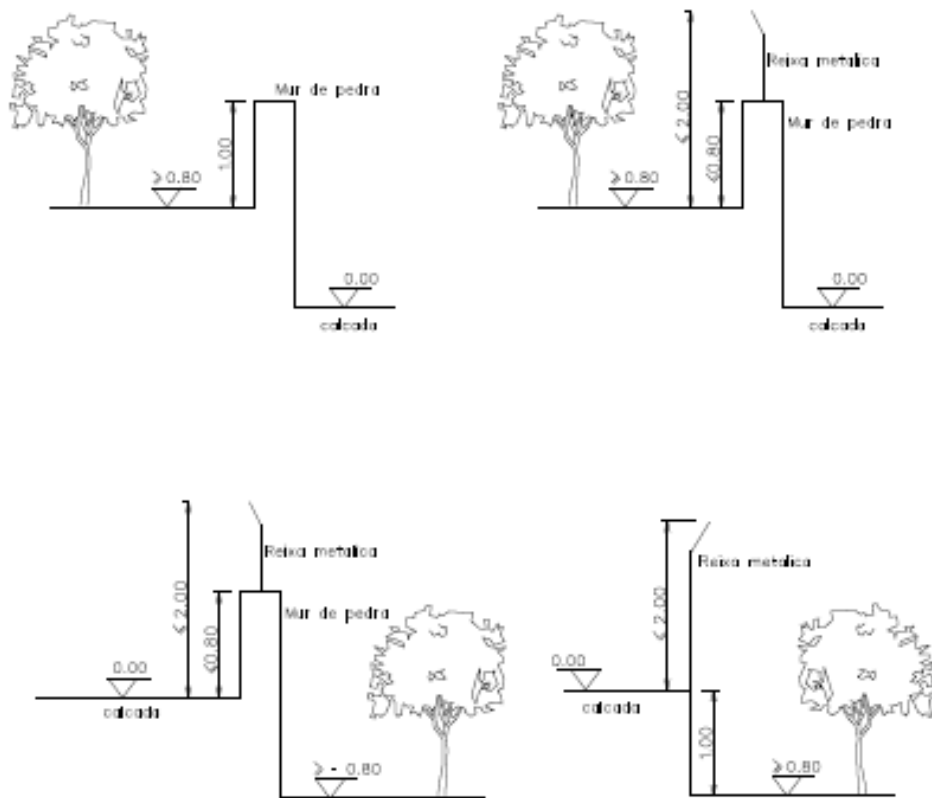 Mur de pedra
1.00
⩾0.80
0.00
calcada
Reixa metalica
⩽2.00
Mur de pedra
⩽0.80
⩾0.80
0.00
calcada
Reixa metalica
⩽2.00
Mur de pedra
⩽0.80
0.00
calcada
⩾ - 0.80
Reixa metalica
⩽2.00
0.00
calcada
1.00
⩾0.80